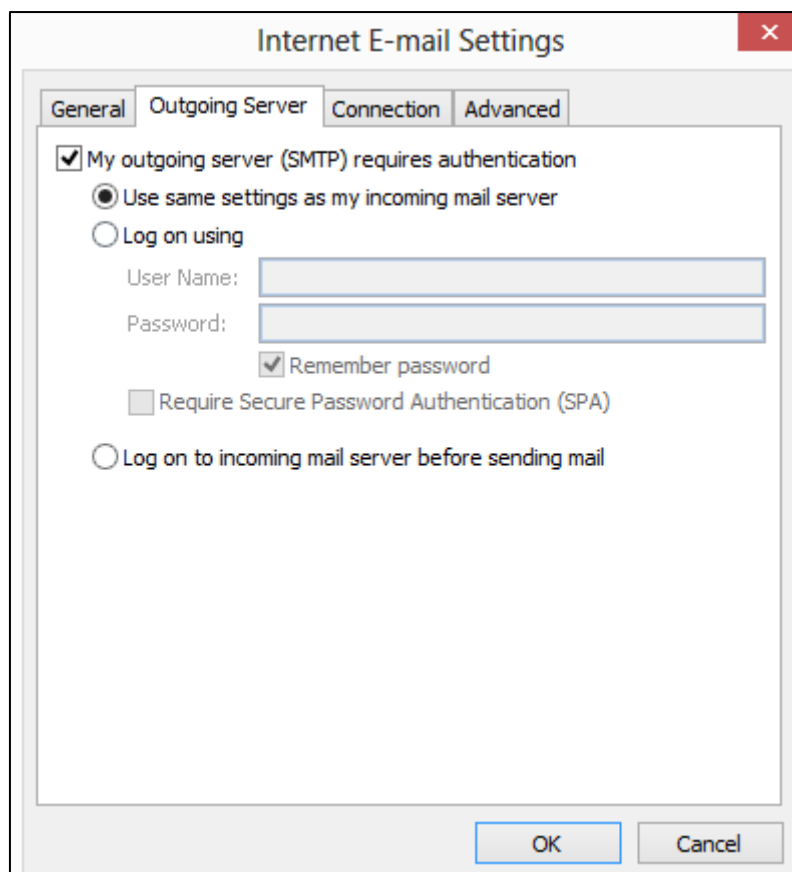 Internet E-mail Settings
General Outgoing Server Connection Advanced
My outgoing server (SMTP) requires authentication
Use same settings as my incoming mail server
Log on using
User Name:
Password:
Remember password
Require Secure Password Authentication (SPA)
Log on to incoming mail server before sending mail
OK Cancel